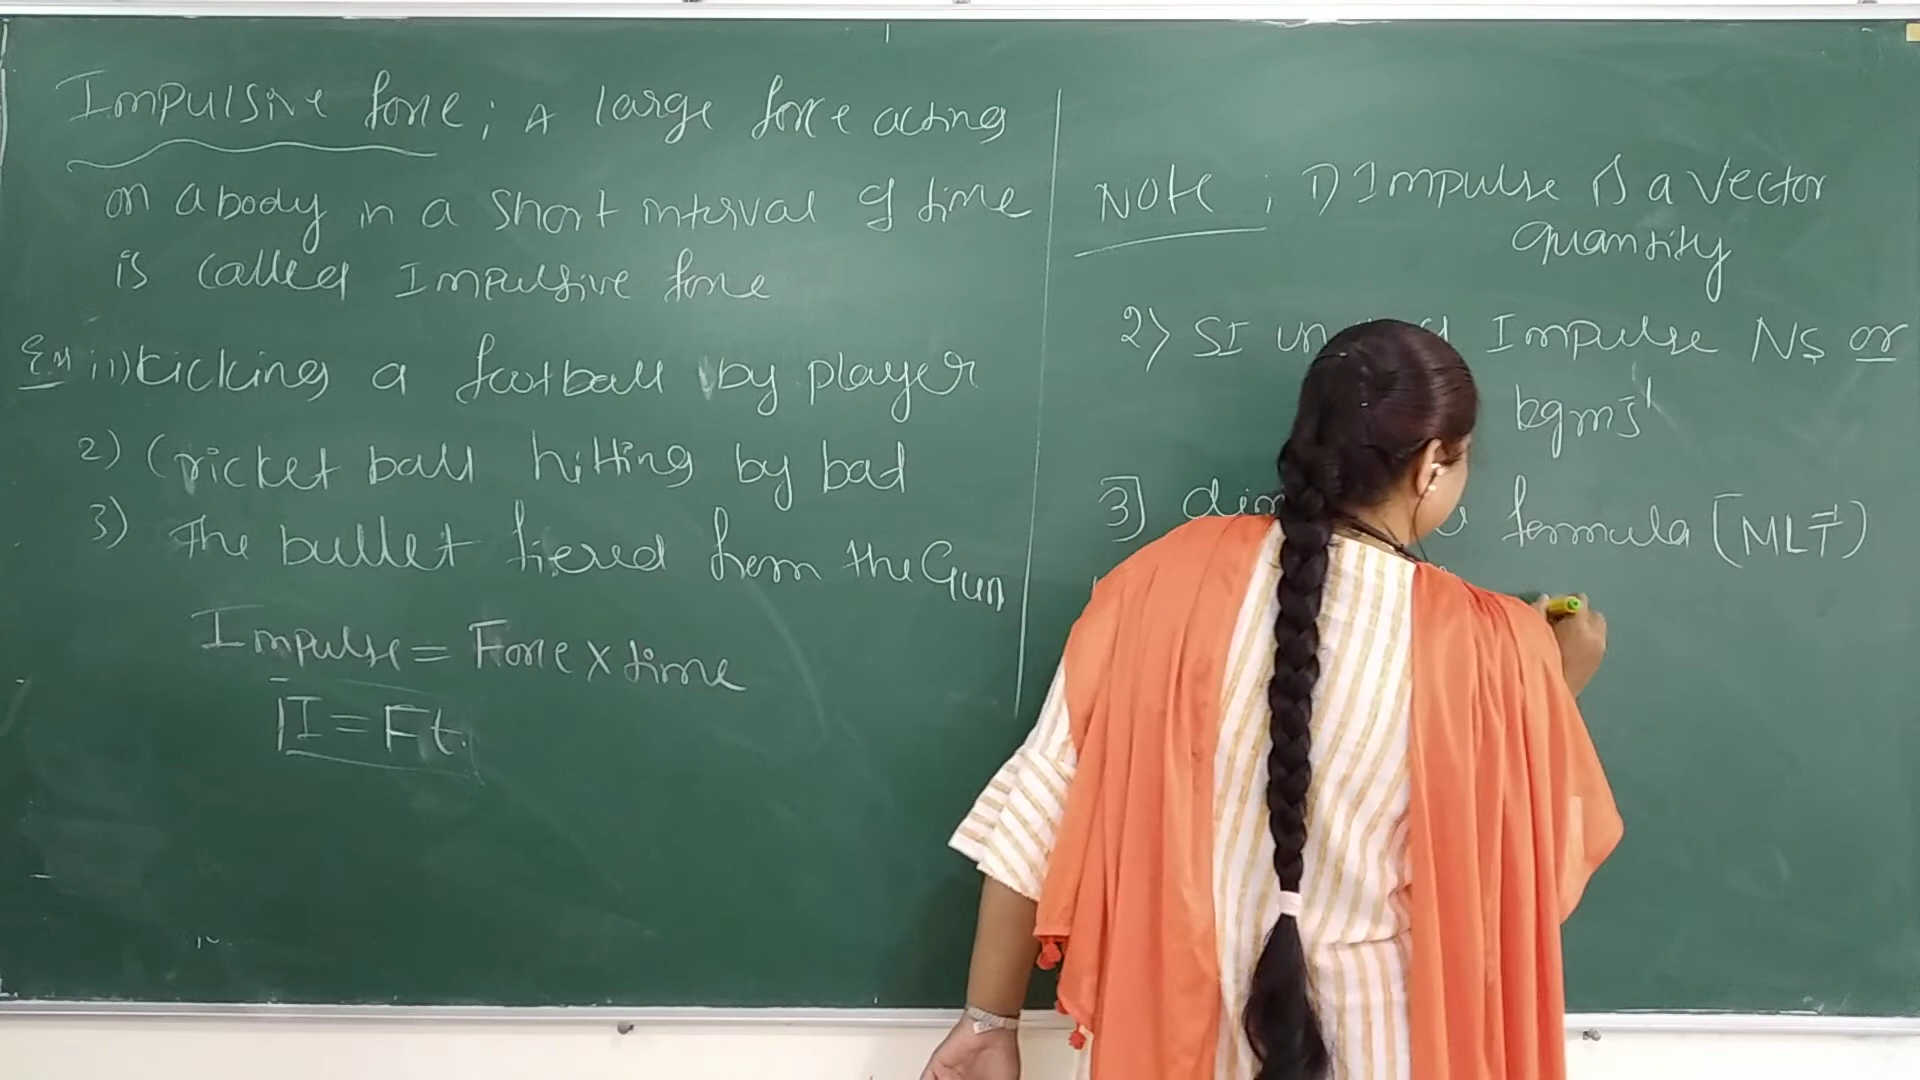 Impulsive force; A large force acting
on a body in a short interval of time
is called Impulsive force
Ex: 1) kicking a football by player
2) Cricket ball hitting by bat
3) The bullet fiered from the Gun
Impulse = Force x time
I = Ft.
Note; 1) Impulse is a vector
quantity
2) SI Impulse NS or
kgms⁻¹
3] formula [MLT⁻¹)